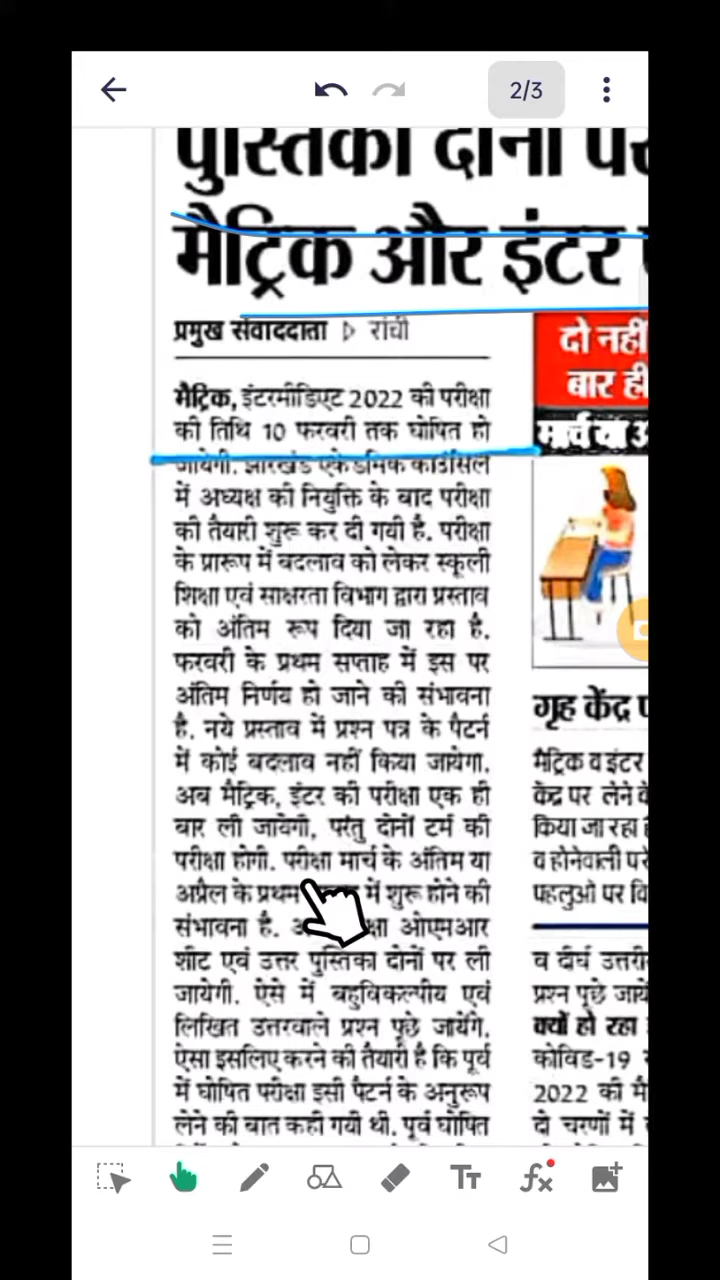 2/3
पुस्तिका दोनों पर
मैट्रिक और इंटर
प्रमुख संवाददाता ▷ रांची
मैट्रिक, इंटरमीडिएट 2022 की परीक्षा
की तिथि 10 फरवरी तक घोषित हो
जायेगी. झारखंड एकेडमिक काउंसिल
में अध्यक्ष की नियुक्ति के बाद परीक्षा
की तैयारी शुरू कर दी गयी है. परीक्षा
के प्रारूप में बदलाव को लेकर स्कूली
शिक्षा एवं साक्षरता विभाग द्वारा प्रस्ताव
को अंतिम रूप दिया जा रहा है.
फरवरी के प्रथम सप्ताह में इस पर
अंतिम निर्णय हो जाने की संभावना
है. नये प्रस्ताव में प्रश्न पत्र के पैटर्न
में कोई बदलाव नहीं किया जायेगा.
अब मैट्रिक, इंटर की परीक्षा एक ही
बार ली जायेगी, परंतु दोनों टर्म की
परीक्षा होगी. परीक्षा मार्च के अंतिम या
अप्रैल के प्रथम में शुरू होने की
संभावना है. ओएमआर
शीट एवं उत्तर पुस्तिका दोनों पर ली
जायेगी. ऐसे में बहुविकल्पीय एवं
लिखित उत्तरवाले प्रश्न पूछे जायेंगे.
ऐसा इसलिए करने की तैयारी है कि पूर्व
में घोषित परीक्षा इसी पैटर्न के अनुरूप
लेने की बात कही गयी थी. पूर्व घोषित
दो नहीं
बार ही
मार्च या अ
गृह केंद्र प
मैट्रिक व इंटर
केंद्र पर लेने के
किया जा रहा है
व होनेवाली परी
पहलुओं पर वि
व दीर्घ उत्तरी
प्रश्न पूछे जाये
क्यों हो रहा
कोविड-19
2022 की मै
दो चरणों में
Tт
fx